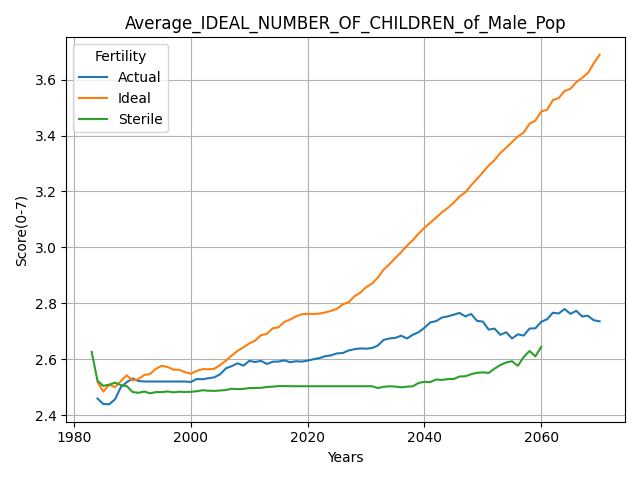 Average_IDEAL_NUMBER_OF_CHILDREN_of_Male_Pop
Fertility
Actual
Ideal
Sterile
Score(0-7)
3.6
3.4
3.2
3.0
2.8
2.6
2.4
1980 2000 2020 2040 2060
Years